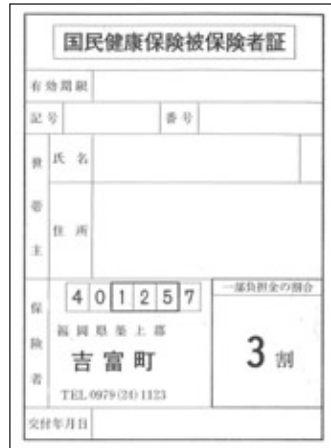 国民健康保険被保険者証
有効期限
記号
番号
世帯主
氏名
住所
保険者
401257
福岡県築上郡
吉富町
TEL 0979(24)1123
一部負担金の割合
3割
交付年月日